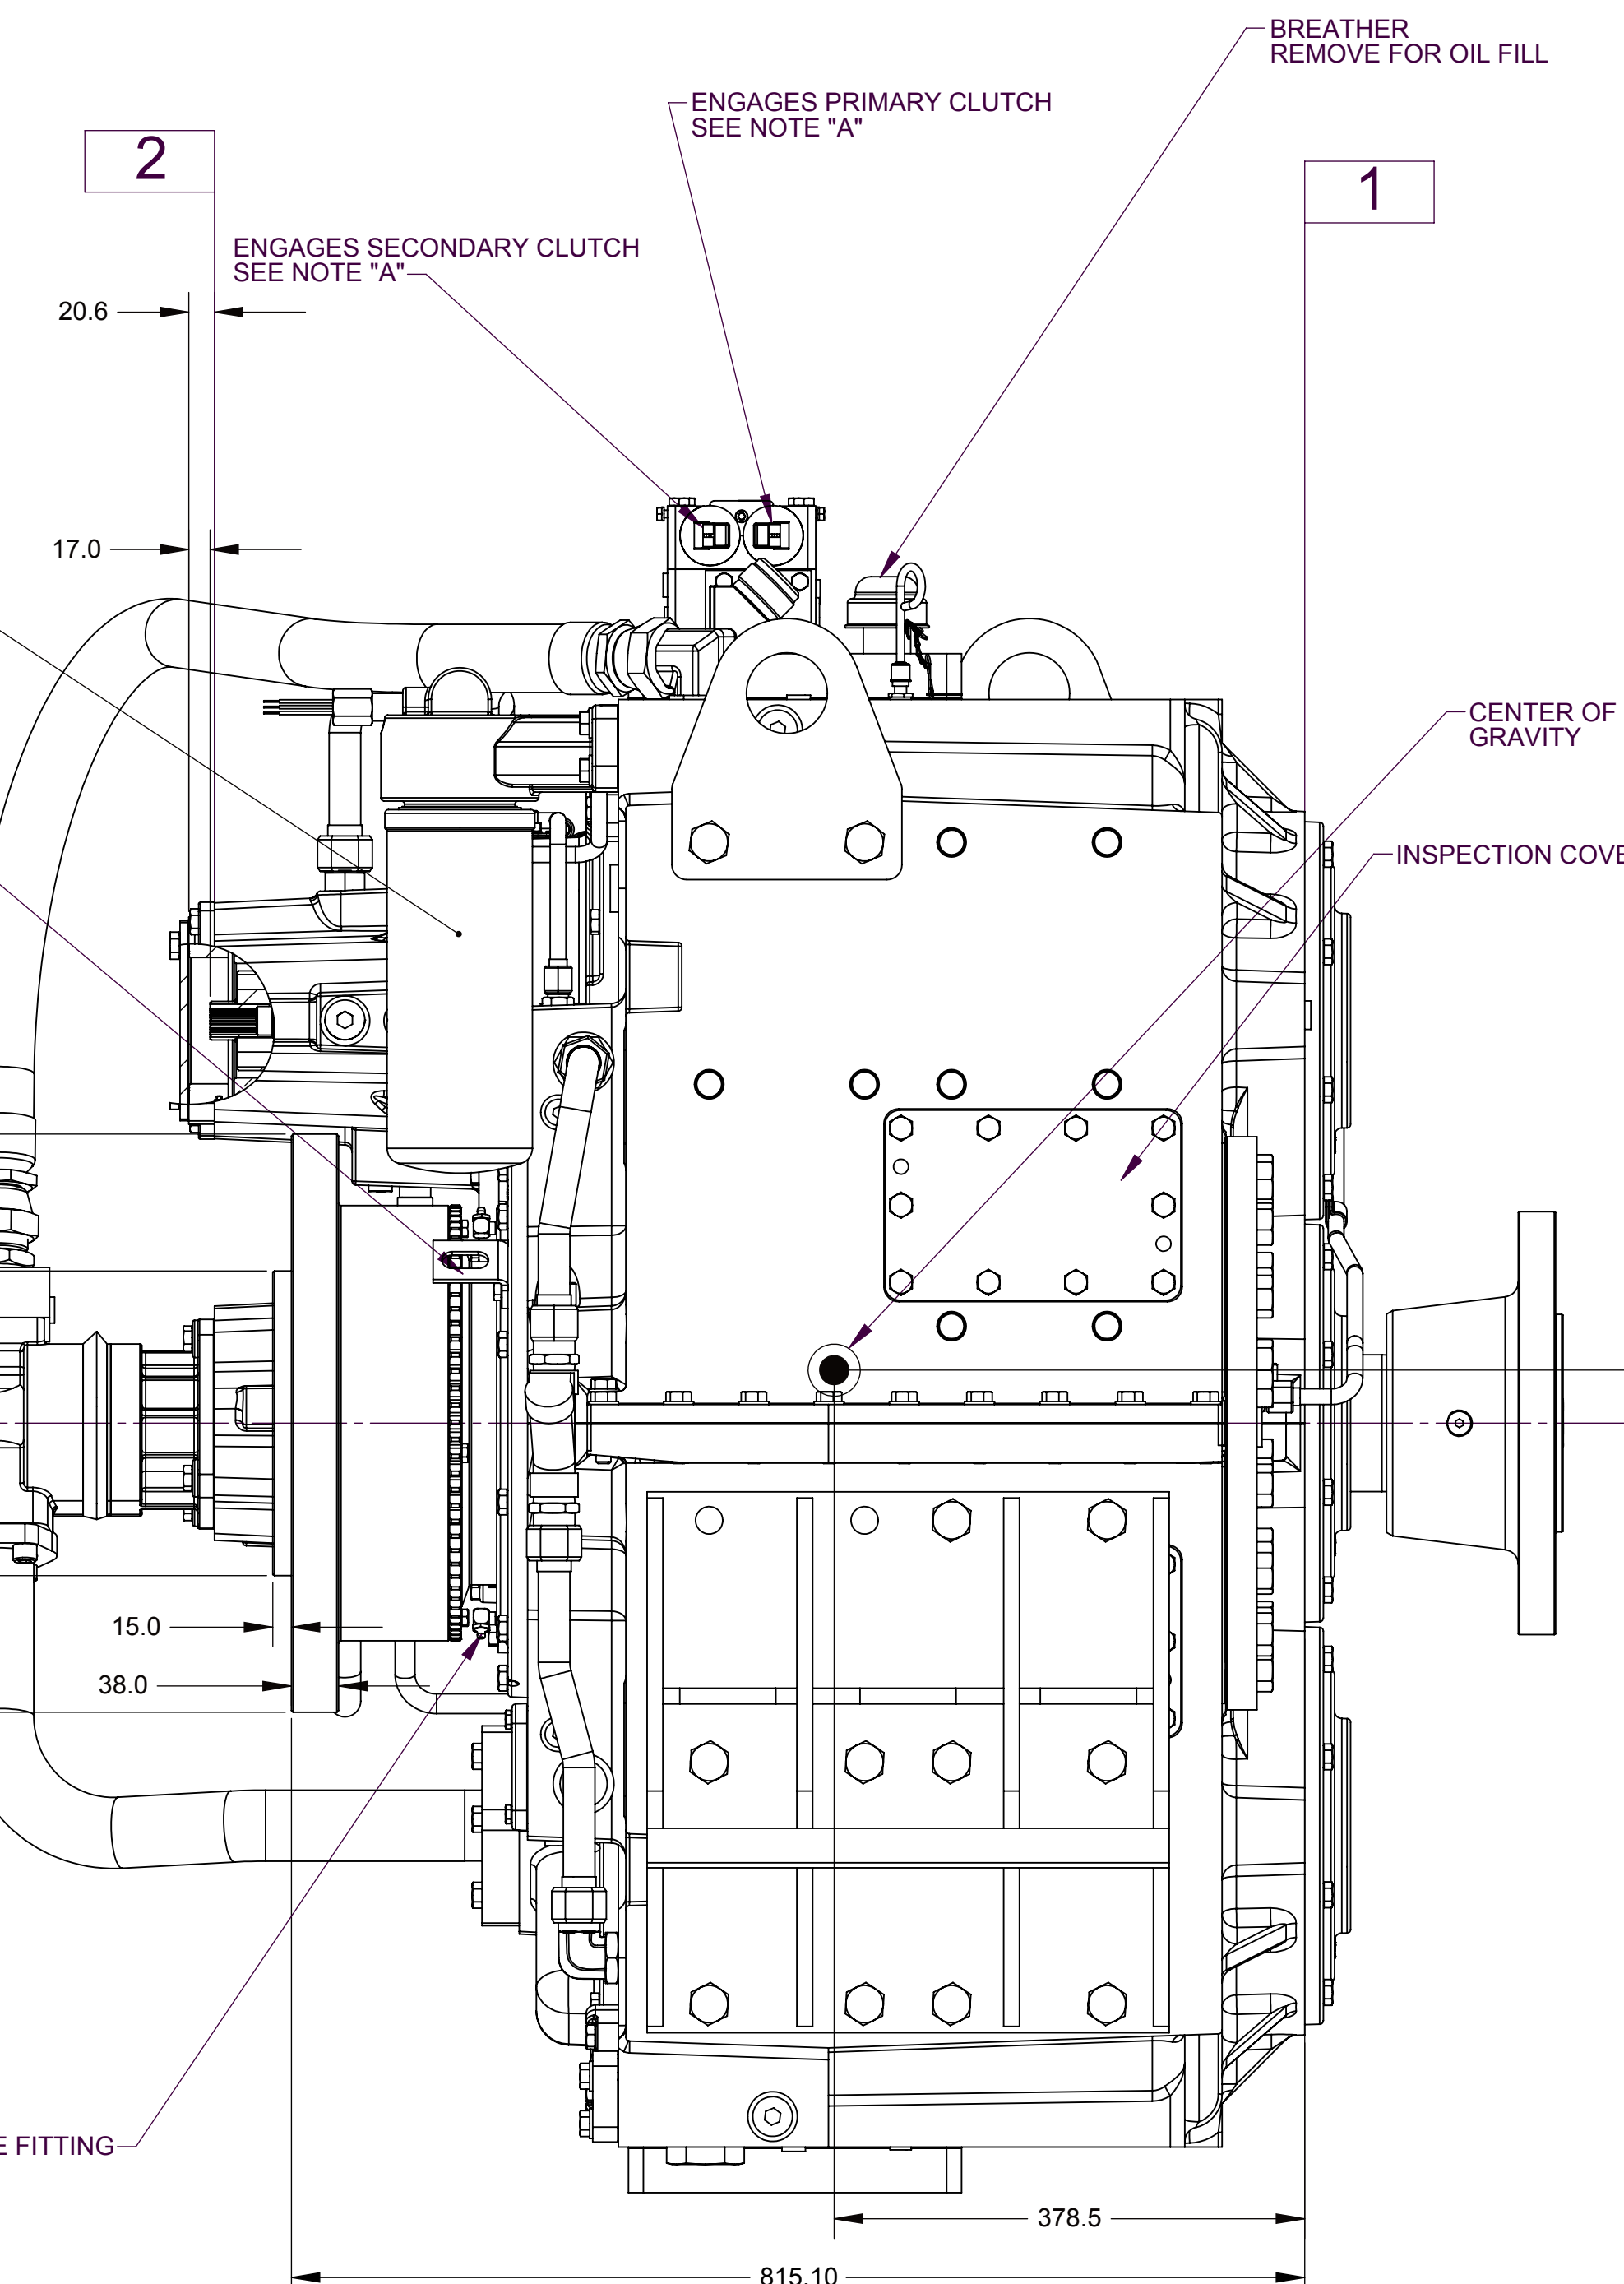 BREATHER
REMOVE FOR OIL FILL
ENGAGES PRIMARY CLUTCH
SEE NOTE "A"
2
1
ENGAGES SECONDARY CLUTCH
SEE NOTE "A"
20.6
17.0
CENTER OF
GRAVITY
INSPECTION COVE
15.0
38.0
E FITTING
378.5
815.10